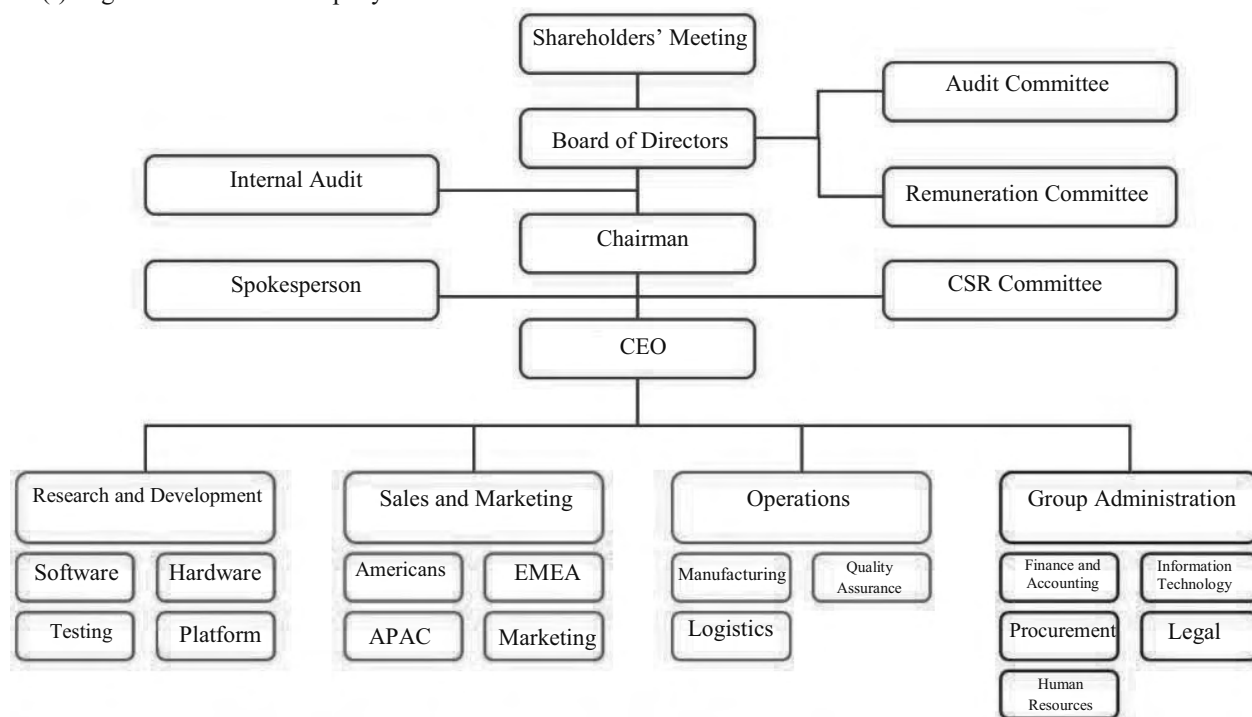 Shareholders' Meeting
Audit Committee
Board of Directors
Internal Audit
Remuneration Committee
Chairman
Spokesperson
CSR Committee
CEO
Research and Development
Sales and Marketing
Operations
Group Administration
Software
Hardware
Testing
Platform
Americans
EMEA
APAC
Marketing
Manufacturing
Quality
Assurance
Logistics
Finance and
Accounting
Information
Technology
Procurement
Legal
Human
Resources